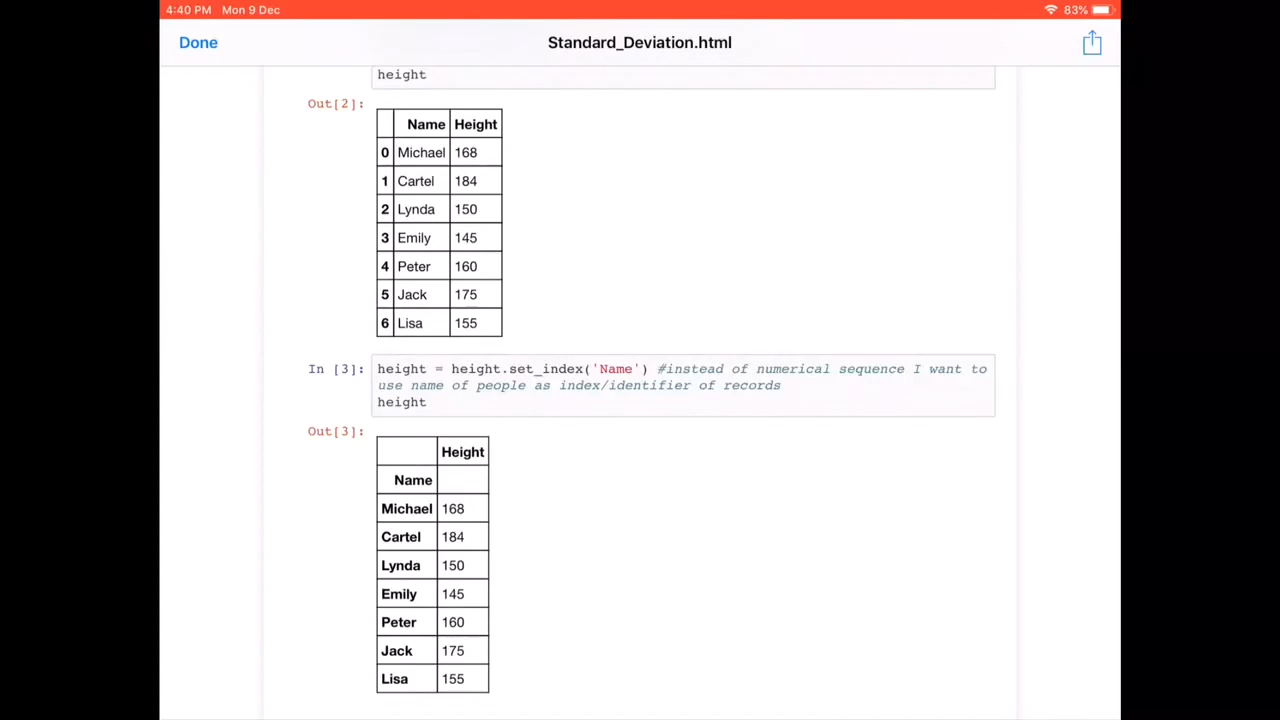 4:40 PM Mon 9 Dec 83%
Done Standard_Deviation.html
height
Out[2]:
Name Height
0 Michael 168
1 Cartel 184
2 Lynda 150
3 Emily 145
4 Peter 160
5 Jack 175
6 Lisa 155
In [3]: height = height.set_index('Name') #instead of numerical sequence I want to
use name of people as index/identifier of records
height
Out[3]:
Height
Name
Michael 168
Cartel 184
Lynda 150
Emily 145
Peter 160
Jack 175
Lisa 155